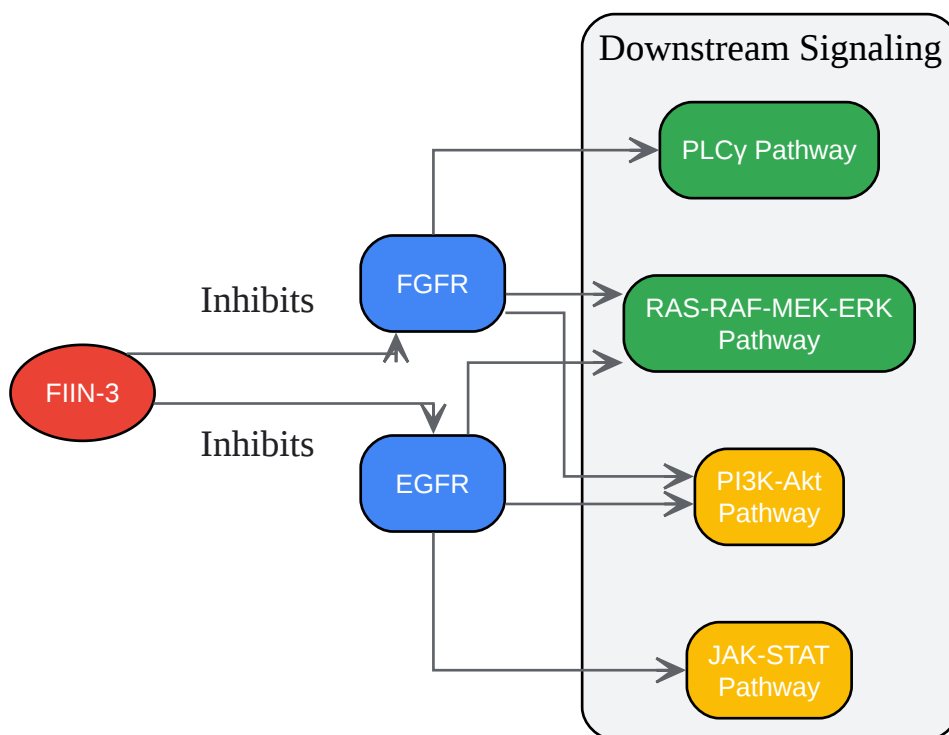 Downstream Signaling
PLCγ Pathway
FGFR
Inhibits
RAS-RAF-MEK-ERK
Pathway
FIIN-3
Inhibits
EGFR
PI3K-Akt
Pathway
JAK-STAT
Pathway